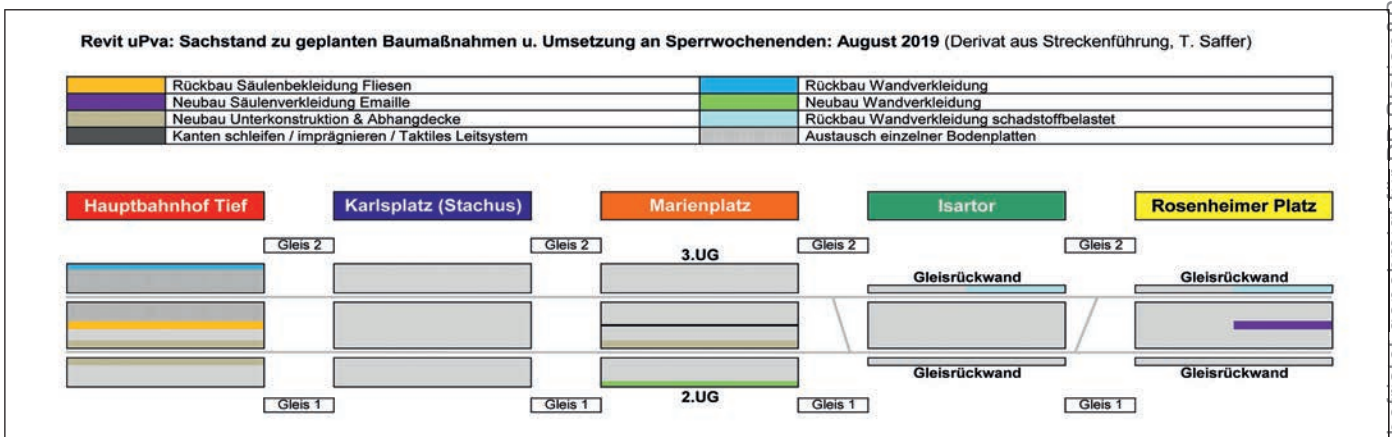 Revit uPva: Sachstand zu geplanten Baumaßnahmen u. Umsetzung an Sperrwochenenden: August 2019 (Derivat aus Streckenführung, T. Saffer)
Rückbau Säulenbekleidung Fliesen
Rückbau Wandverkleidung
Neubau Säulenverkleidung Emaille
Neubau Wandverkleidung
Neubau Unterkonstruktion & Abhangdecke
Rückbau Wandverkleidung schadstoffbelastet
Kanten schleifen / imprägnieren / Taktiles Leitsystem
Austausch einzelner Bodenplatten
Hauptbahnhof Tief
Karlsplatz (Stachus)
Marienplatz
Isartor
Rosenheimer Platz
Gleis 2
Gleis 2
Gleis 2
Gleis 2
3.UG
Gleisrückwand
Gleisrückwand
Gleisrückwand
Gleisrückwand
2.UG
Gleis 1
Gleis 1
Gleis 1
Gleis 1